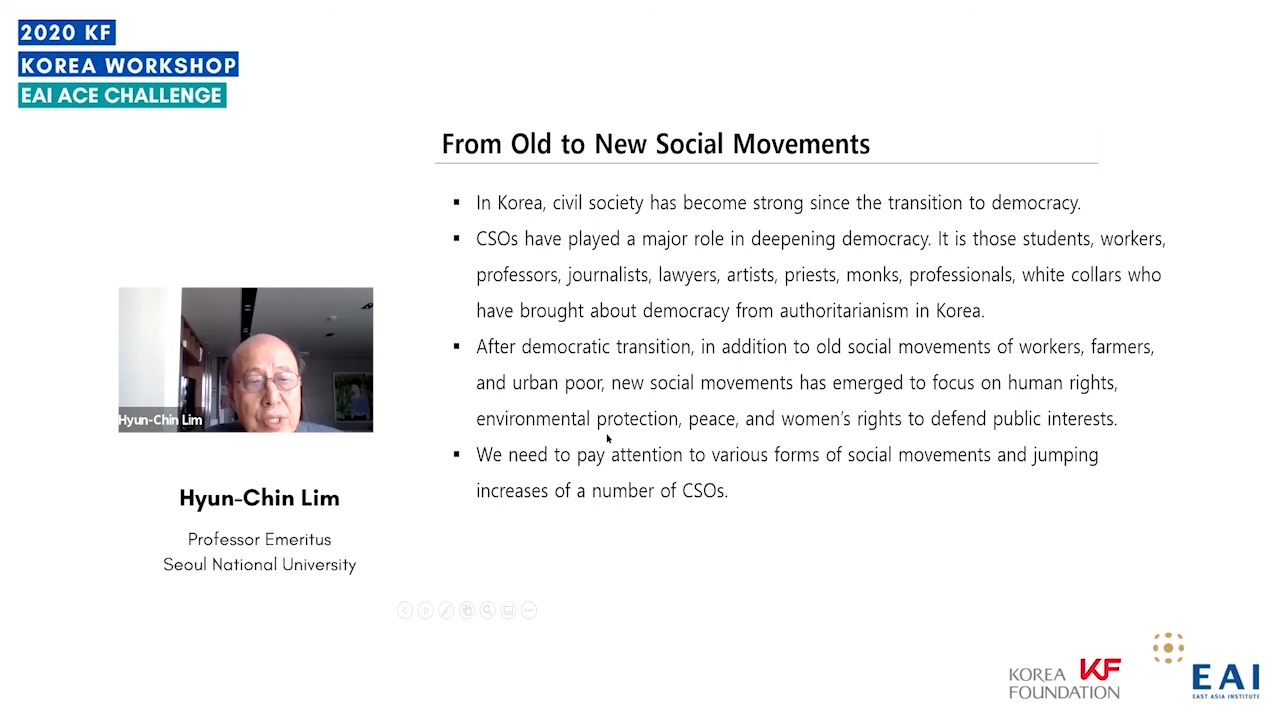 2020 KF
KOREA WORKSHOP
EAI ACE CHALLENGE
From Old to New Social Movements
▪ In Korea, civil society has become strong since the transition to democracy.
▪ CSOs have played a major role in deepening democracy. It is those students, workers,
professors, journalists, lawyers, artists, priests, monks, professionals, white collars who
have brought about democracy from authoritarianism in Korea.
▪ After democratic transition, in addition to old social movements of workers, farmers,
and urban poor, new social movements has emerged to focus on human rights,
environmental protection, peace, and women's rights to defend public interests.
▪ We need to pay attention to various forms of social movements and jumping
increases of a number of CSOs.
Hyun-Chin Lim
Hyun-Chin Lim
Professor Emeritus
Seoul National University
KOREA KF
FOUNDATION
EAI
EAST ASIA INSTITUTE